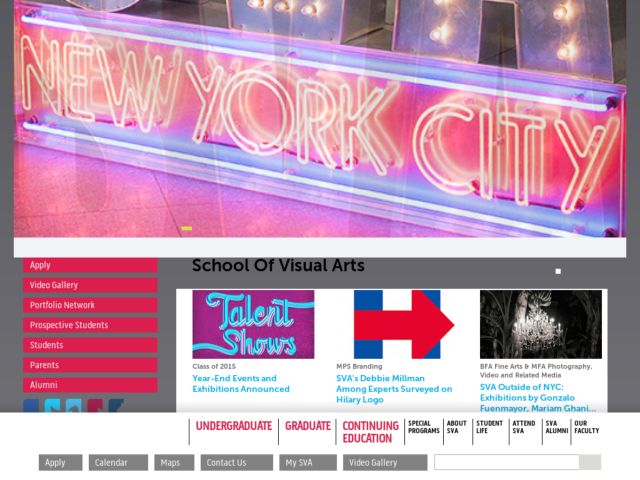 NEW YORK CITY
School Of Visual Arts
Apply
Video Gallery
Portfolio Network
Prospective Students
Students
Parents
Alumni
Talent
Shows
Class of 2015
Year-End Events and
Exhibitions Announced
MPS Branding
SVA's Debbie Millman
Among Experts Surveyed on
Hilary Logo
BFA Fine Arts & MFA Photography,
Video and Related Media
SVA Outside of NYC:
Exhibitions by Gonzalo
Fuenmayor, Mariam Ghani...
UNDERGRADUATE
GRADUATE
CONTINUING
EDUCATION
SPECIAL
PROGRAMS
ABOUT
SVA
STUDENT
LIFE
ATTEND
SVA
SVA
ALUMNI
OUR
FACULTY
Apply
Calendar
Maps
Contact Us
My SVA
Video Gallery